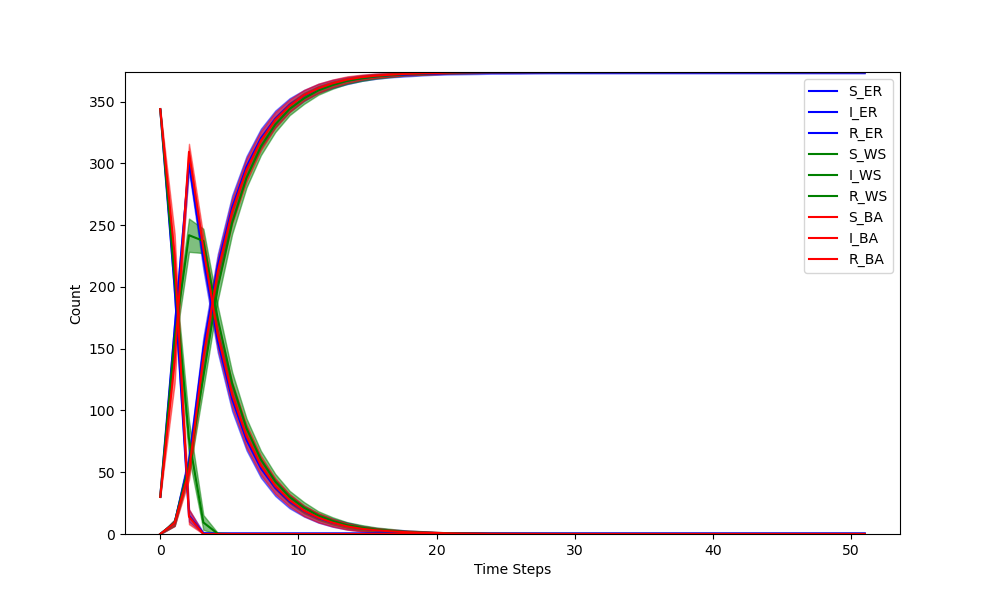 350
300
250
200
150
100
50
0
Count
0 10 20 30 40 50
Time Steps
S_ER
I_ER
R_ER
S_WS
I_WS
R_WS
S_BA
I_BA
R_BA